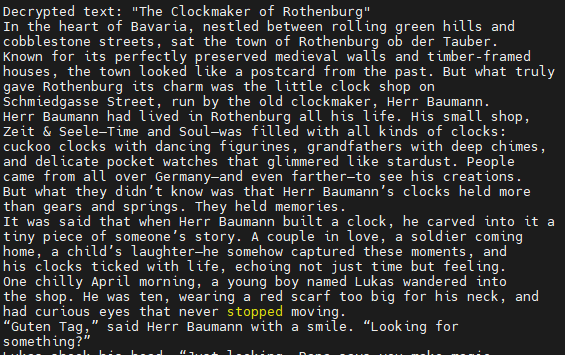 Decrypted text: "The Clockmaker of Rothenburg"
In the heart of Bavaria, nestled between rolling green hills and
cobblestone streets, sat the town of Rothenburg ob der Tauber.
Known for its perfectly preserved medieval walls and timber-framed
houses, the town looked like a postcard from the past. But what truly
gave Rothenburg its charm was the little clock shop on
Schmiedgasse Street, run by the old clockmaker, Herr Baumann.
Herr Baumann had lived in Rothenburg all his life. His small shop,
Zeit & Seele—Time and Soul—was filled with all kinds of clocks:
cuckoo clocks with dancing figurines, grandfathers with deep chimes,
and delicate pocket watches that glimmered like stardust. People
came from all over Germany—and even farther—to see his creations.
But what they didn’t know was that Herr Baumann’s clocks held more
than gears and springs. They held memories.
It was said that when Herr Baumann built a clock, he carved into it a
tiny piece of someone’s story. A couple in love, a soldier coming
home, a child’s laughter—he somehow captured these moments, and
his clocks ticked with life, echoing not just time but feeling.
One chilly April morning, a young boy named Lukas wandered into
the shop. He was ten, wearing a red scarf too big for his neck, and
had curious eyes that never stopped moving.
“Guten Tag,” said Herr Baumann with a smile. “Looking for
something?”